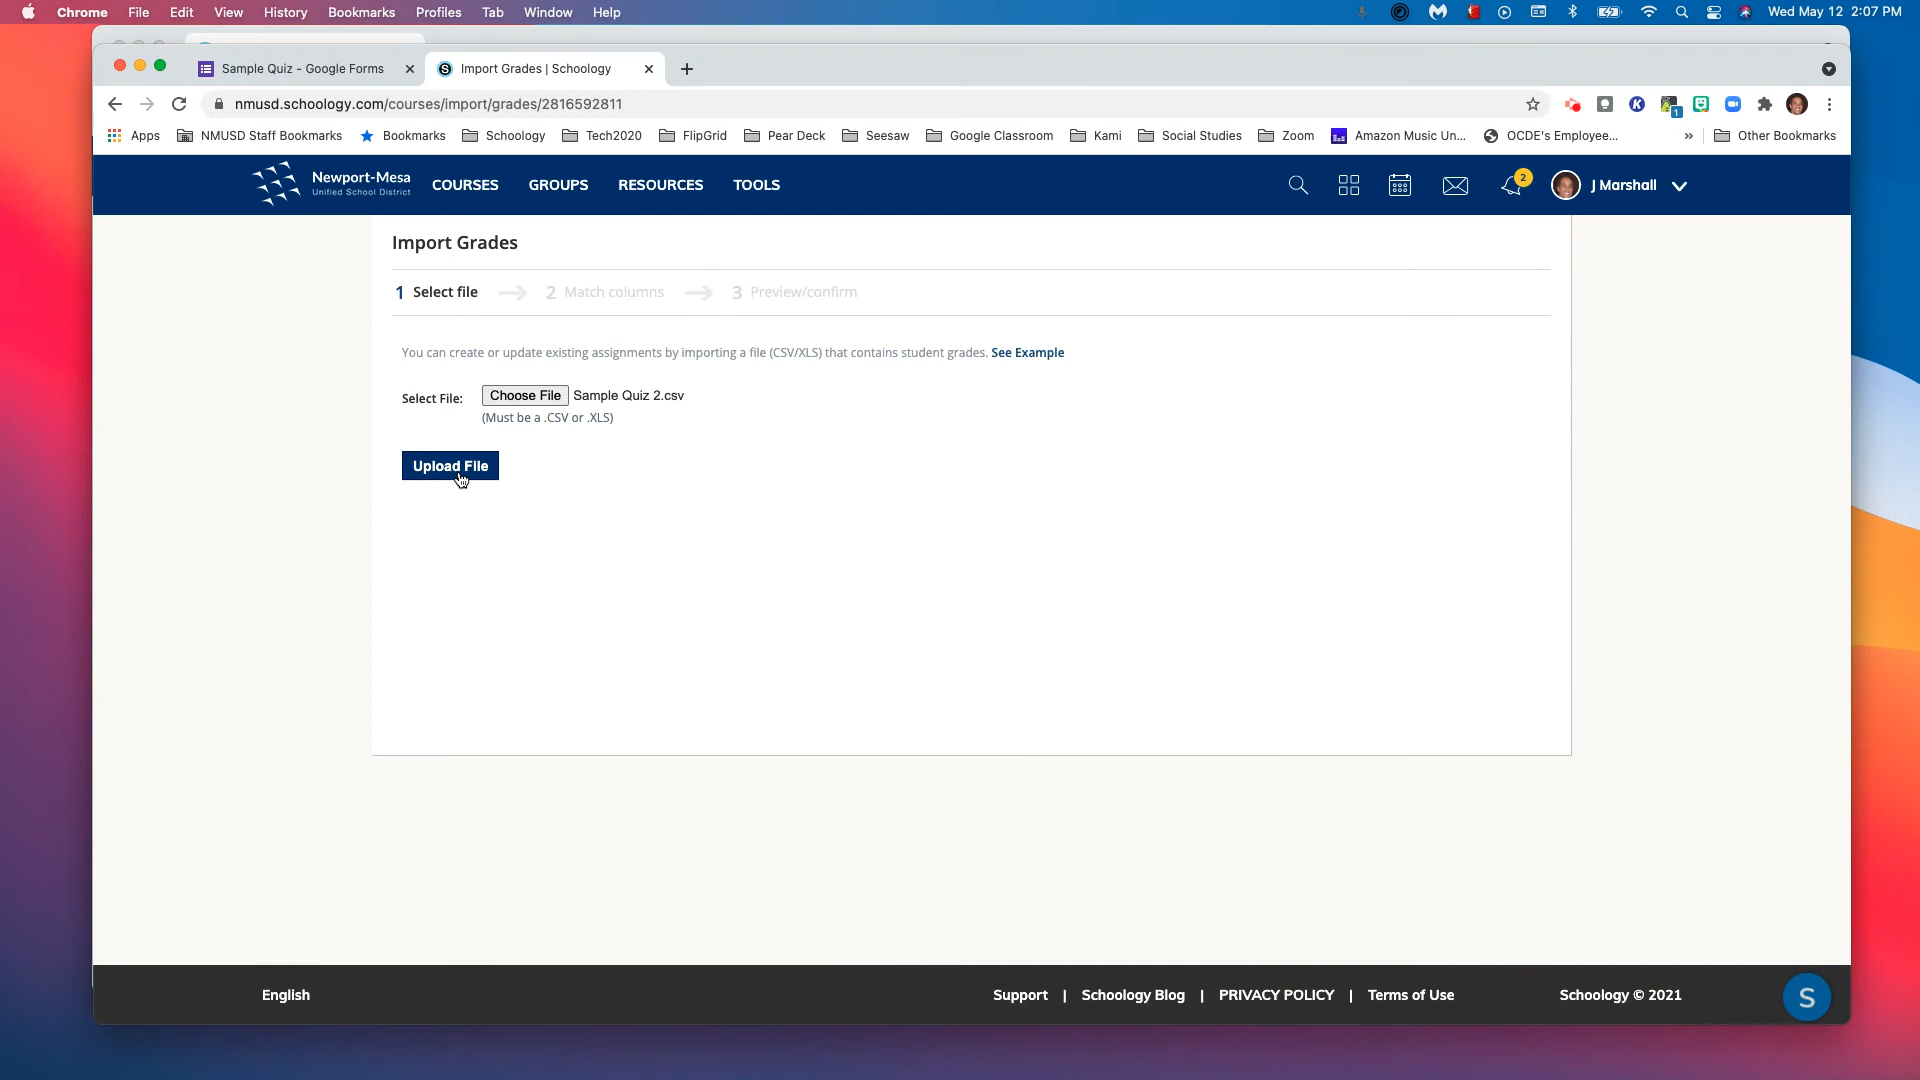 Chrome File Edit View History Bookmarks Profiles Tab Window Help Wed May 12 2:07 PM
Sample Quiz - Google Forms Import Grades | Schoology
nmusd.schoology.com/courses/import/grades/2816592811
Apps NMUSD Staff Bookmarks Bookmarks Schoology Tech2020 FlipGrid Pear Deck Seesaw Google Classroom Kami Social Studies Zoom Amazon Music Un... OCDE's Employee... » Other Bookmarks
Newport-Mesa
Unified School District
COURSES GROUPS RESOURCES TOOLS 2 J Marshall
Import Grades
1 Select file 2 Match columns 3 Preview/confirm
You can create or update existing assignments by importing a file (CSV/XLS) that contains student grades. See Example
Select File: Choose File Sample Quiz 2.csv
(Must be a .CSV or .XLS)
Upload File
English Support | Schoology Blog | PRIVACY POLICY | Terms of Use Schoology © 2021 S